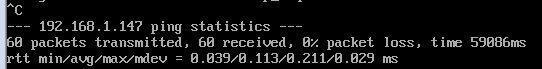 ^C
--- 192.168.1.147 ping statistics ---
60 packets transmitted, 60 received, 0% packet loss, time 59086ms
rtt min/avg/max/mdev = 0.039/0.113/0.211/0.029 ms